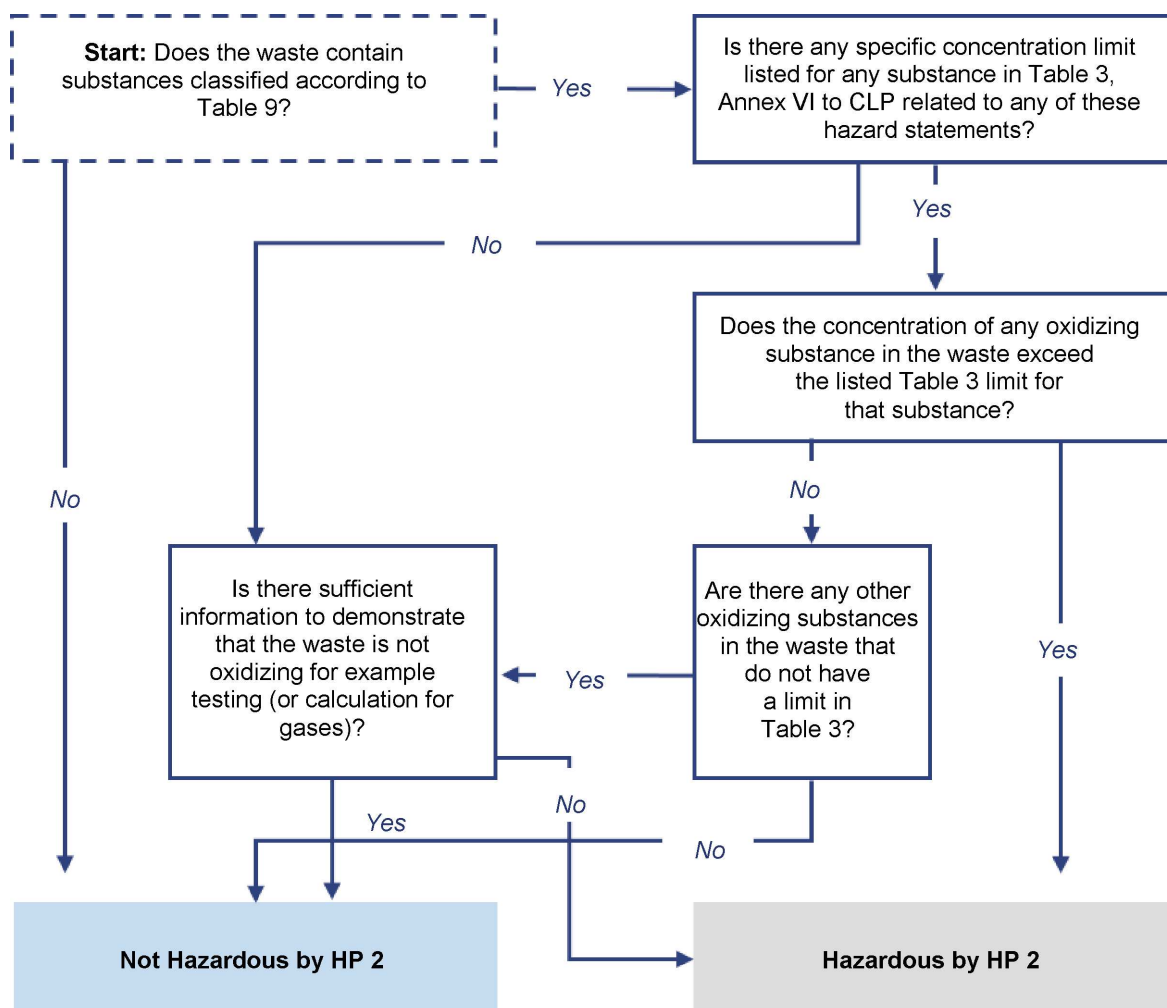 Start: Does the waste contain
substances classified according to
Table 9?
Yes
Is there any specific concentration limit
listed for any substance in Table 3,
Annex VI to CLP related to any of these
hazard statements?
No
Yes
Does the concentration of any oxidizing
substance in the waste exceed
the listed Table 3 limit for
that substance?
No
No
Yes
Is there sufficient
information to demonstrate
that the waste is not
oxidizing for example
testing (or calculation for
gases)?
Yes
Are there any other
oxidizing substances
in the waste that
do not have
a limit in
Table 3?
Yes
No
No
Not Hazardous by HP 2
Hazardous by HP 2